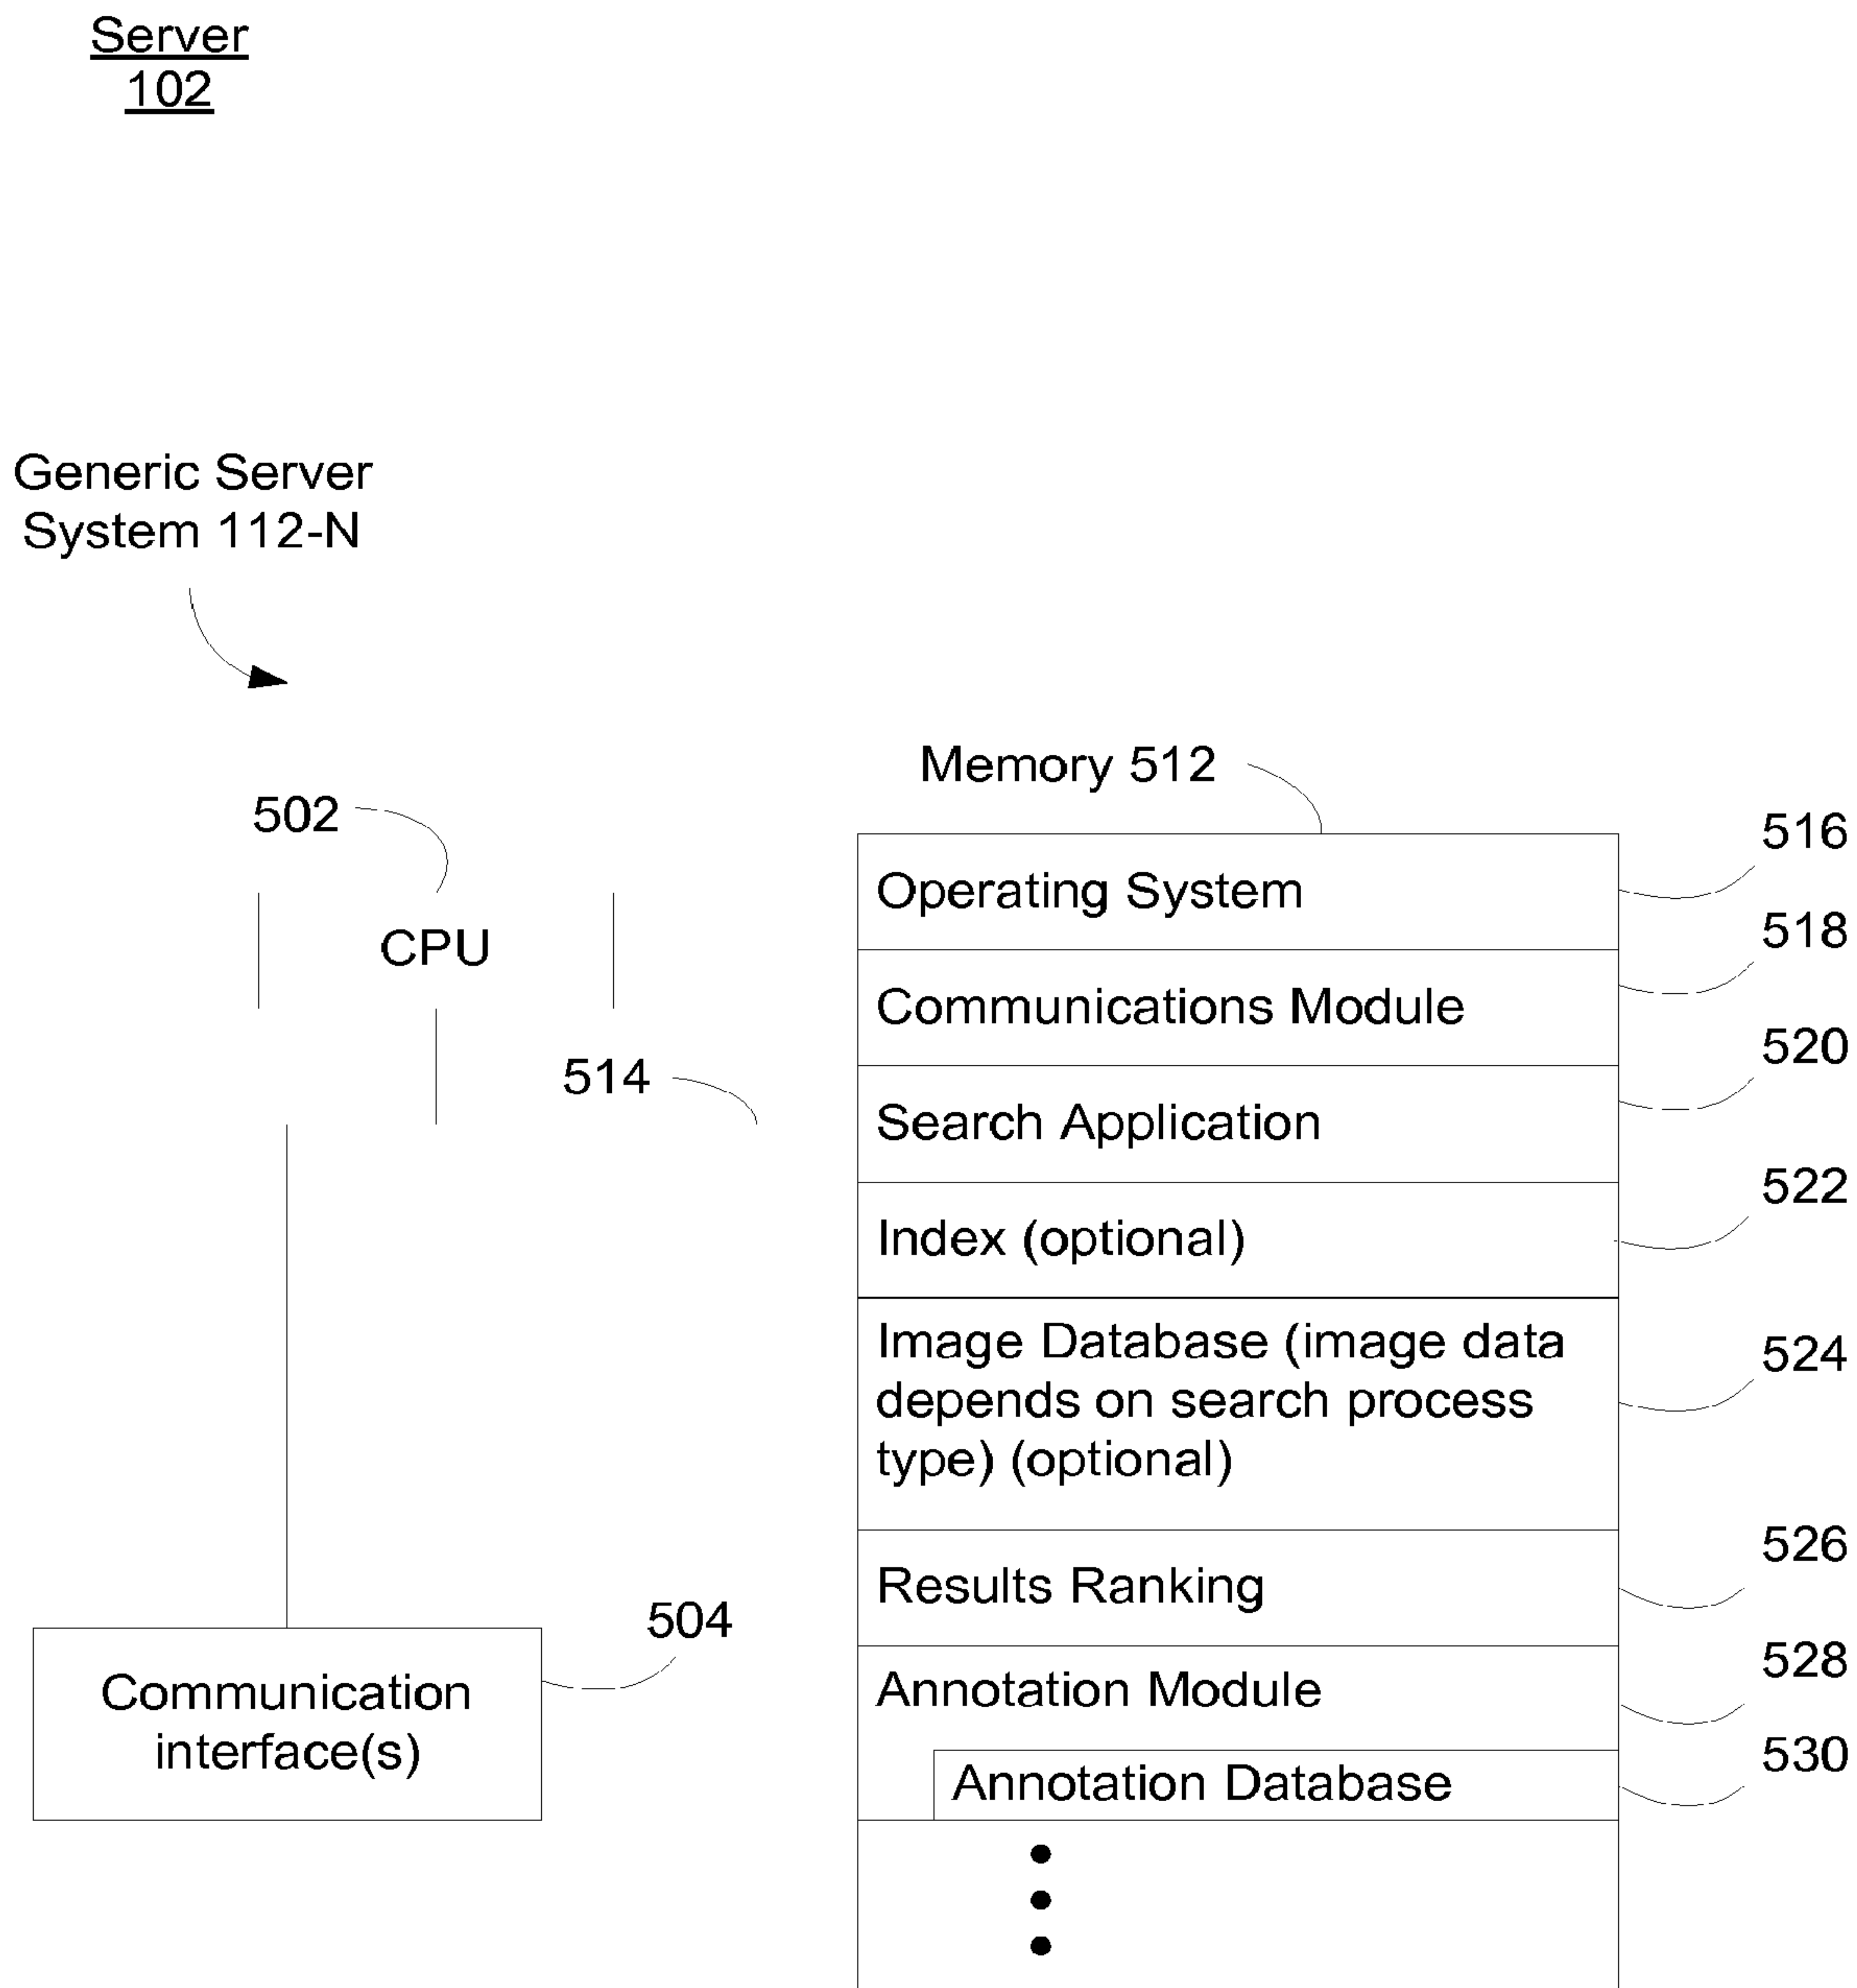 Server
102
Generic Server
System 112-N
502
CPU
514
Communication
interface(s)
504
Memory 512
Operating System
516
Communications Module
518
Search Application
520
Index (optional)
522
Image Database (image data
depends on search process
type) (optional)
524
Results Ranking
526
Annotation Module
528
Annotation Database
530